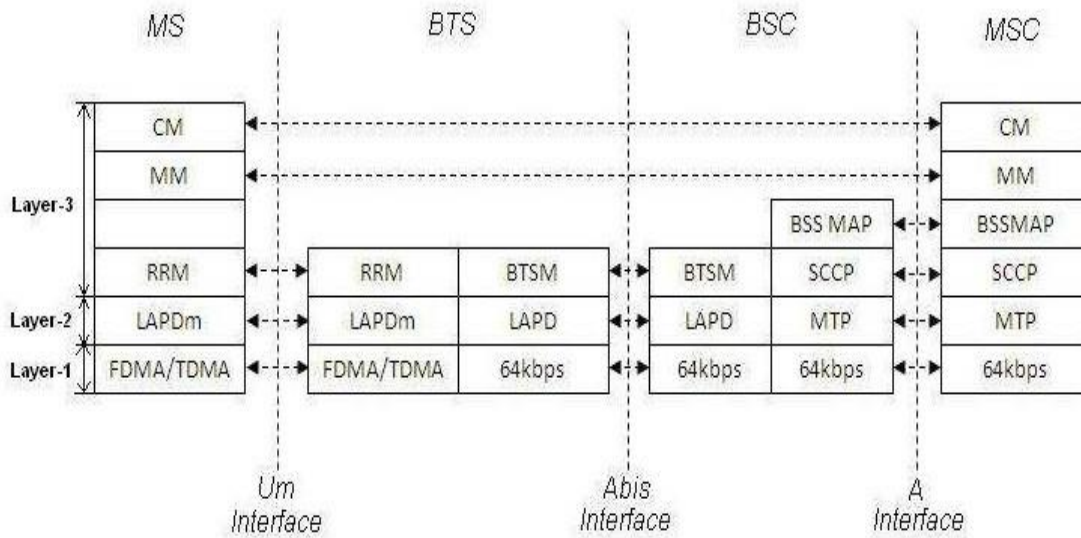 MS BTS BSC MSC
CM CM
MM MM
Layer-3
BSS MAP BSSMAP
RRM RRM BTSM BTSM SCCP SCCP
Layer-2 LAPDm LAPDm LAPD LAPD MTP MTP
Layer-1 FDMA/TDMA FDMA/TDMA 64kbps 64kbps 64kbps 64kbps
Um Abis A
Interface Interface Interface